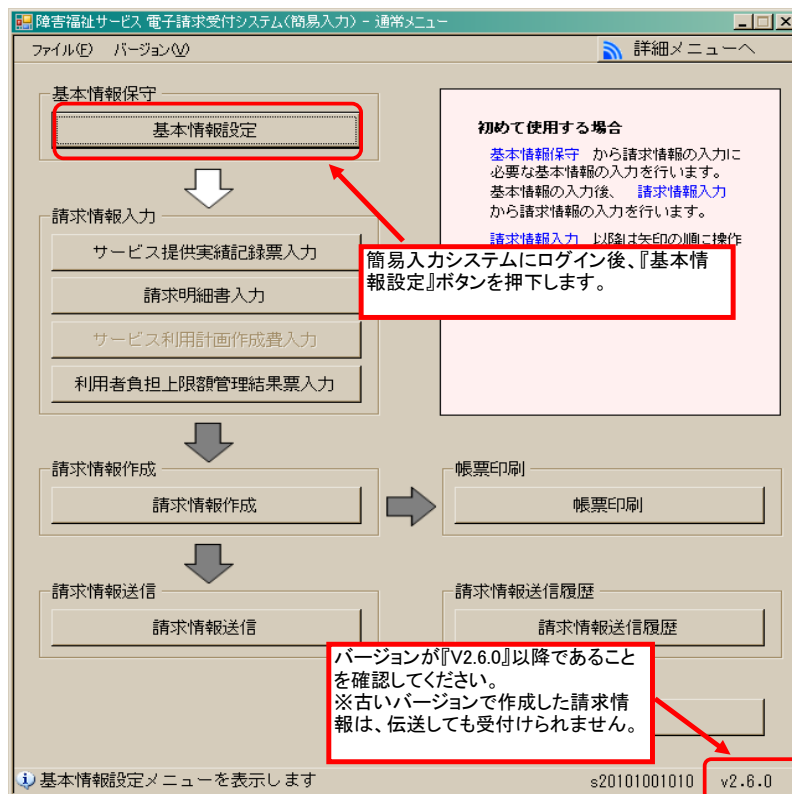 障害福祉サービス 電子請求受付システム(簡易入力) - 通常メニュー
ファイル(F) バージョン(V)
詳細メニューへ
基本情報保守
基本情報設定
初めて使用する場合
基本情報保守 から請求情報の入力に
必要な基本情報の入力を行います。
基本情報の入力後、 請求情報入力
から請求情報の入力を行います。
請求情報入力 以降は矢印の順に操作
請求情報入力
サービス提供実績記録票入力
請求明細書入力
サービス利用計画作成費入力
利用者負担上限額管理結果票入力
簡易入力システムにログイン後、『基本情
報設定』ボタンを押下します。
請求情報作成
請求情報作成
帳票印刷
帳票印刷
請求情報送信
請求情報送信
請求情報送信履歴
請求情報送信履歴
バージョンが『V2.6.0』以降であること
を確認してください。
※古いバージョンで作成した請求情
報は、伝送しても受付けられません。
基本情報設定メニューを表示します
s20101001010
v2.6.0